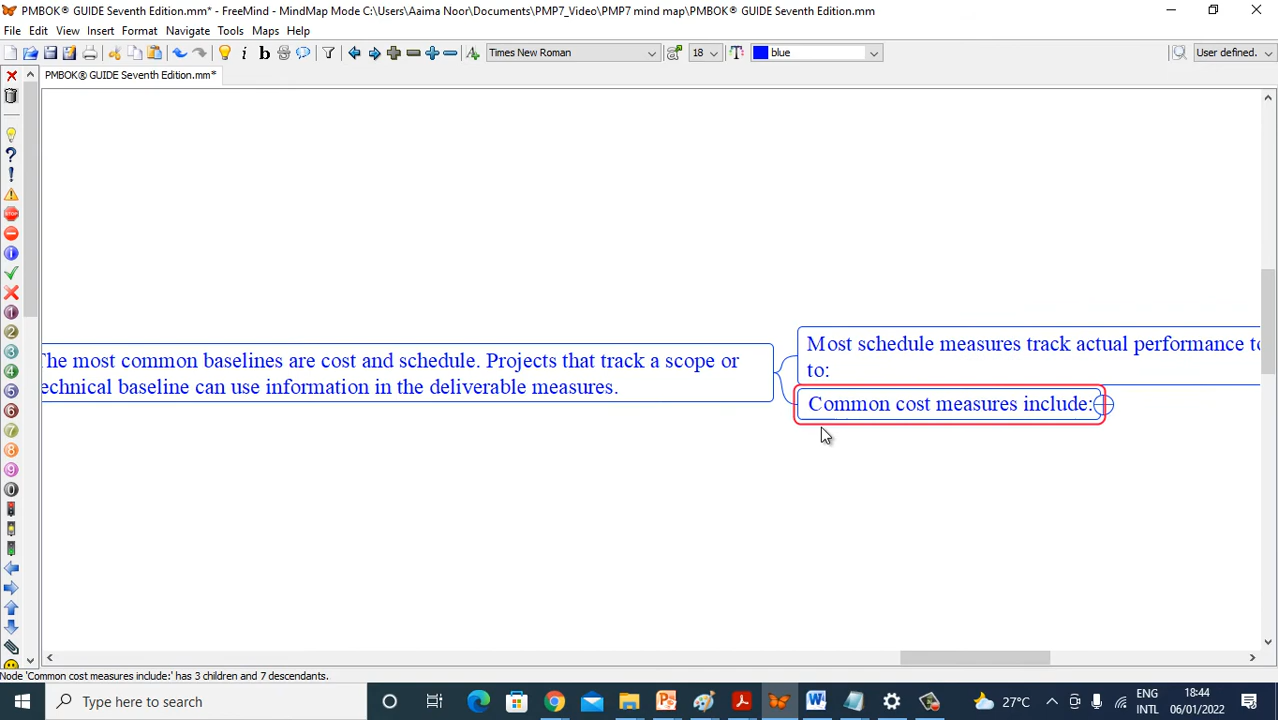 PMBOK® GUIDE Seventh Edition.mm* - FreeMind - MindMap Mode C:\Users\Aaima Noor\Documents\PMP7_Video\PMP7 mind map\PMBOK® GUIDE Seventh Edition.mm
File Edit View Insert Format Navigate Tools Maps Help
Times New Roman 18 blue User defined.
PMBOK® GUIDE Seventh Edition.mm*
The most common baselines are cost and schedule. Projects that track a scope or
echnical baseline can use information in the deliverable measures.
Most schedule measures track actual performance to
to:
Common cost measures include:
Node 'Common cost measures include:' has 3 children and 7 descendants.
Type here to search
27°C
ENG
INTL
18:44
06/01/2022